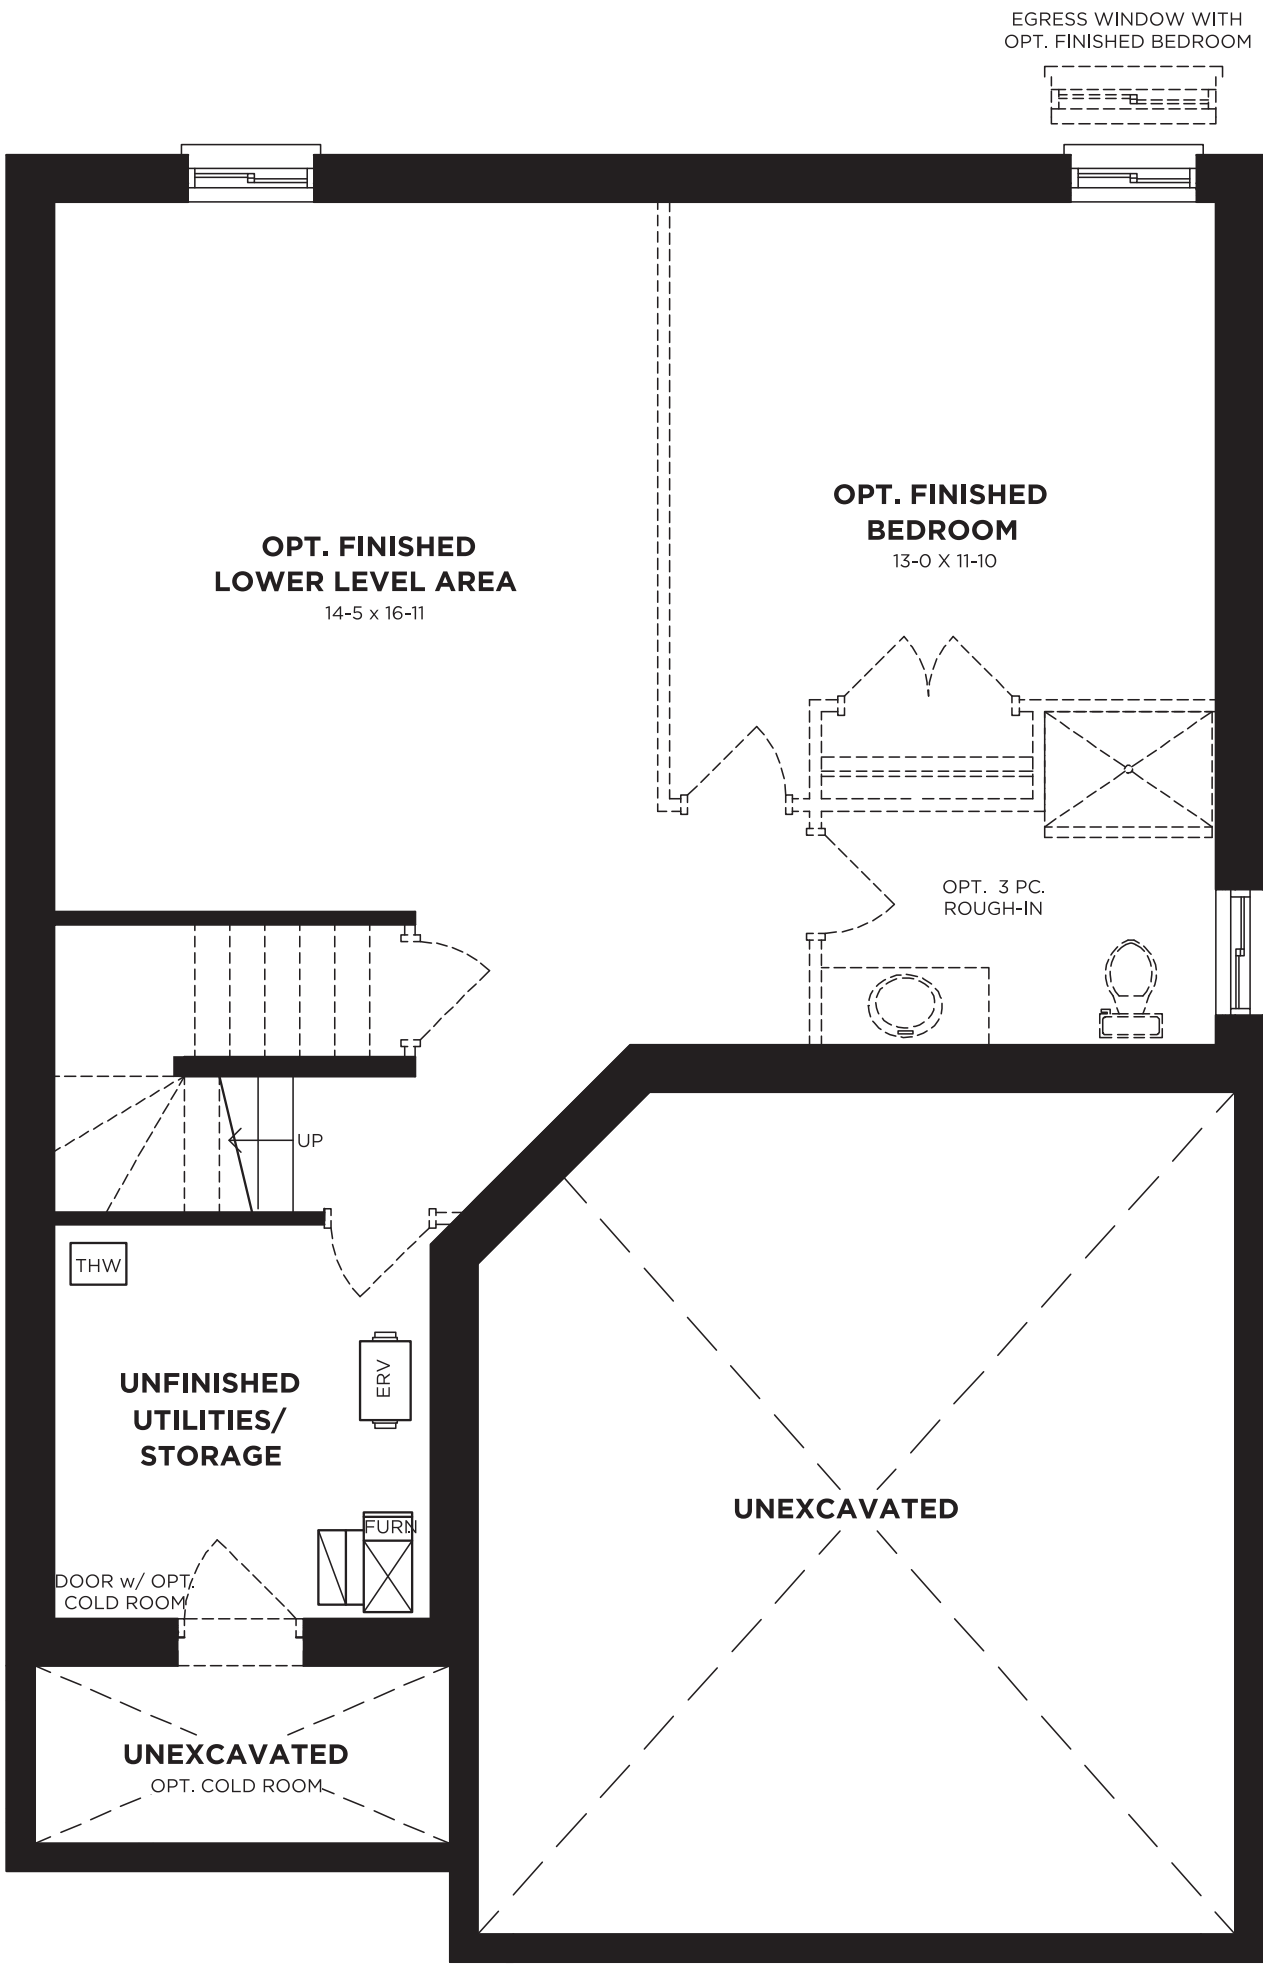 EGRESS WINDOW WITH
OPT. FINISHED BEDROOM
OPT. FINISHED
BEDROOM
13-0 X 11-10
OPT. FINISHED
LOWER LEVEL AREA
14-5 x 16-11
OPT. 3 PC.
ROUGH-IN
UP
THW
ERV
UNFINISHED
UTILITIES/
STORAGE
FURN
DOOR w/ OPT.
COLD ROOM
UNEXCAVATED
UNEXCAVATED
OPT. COLD ROOM